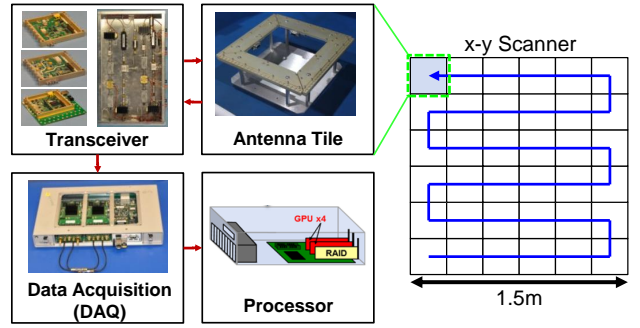 x-y Scanner
Transceiver
Antenna Tile
GPU x4
RAID
Data Acquisition
(DAQ)
Processor
1.5m